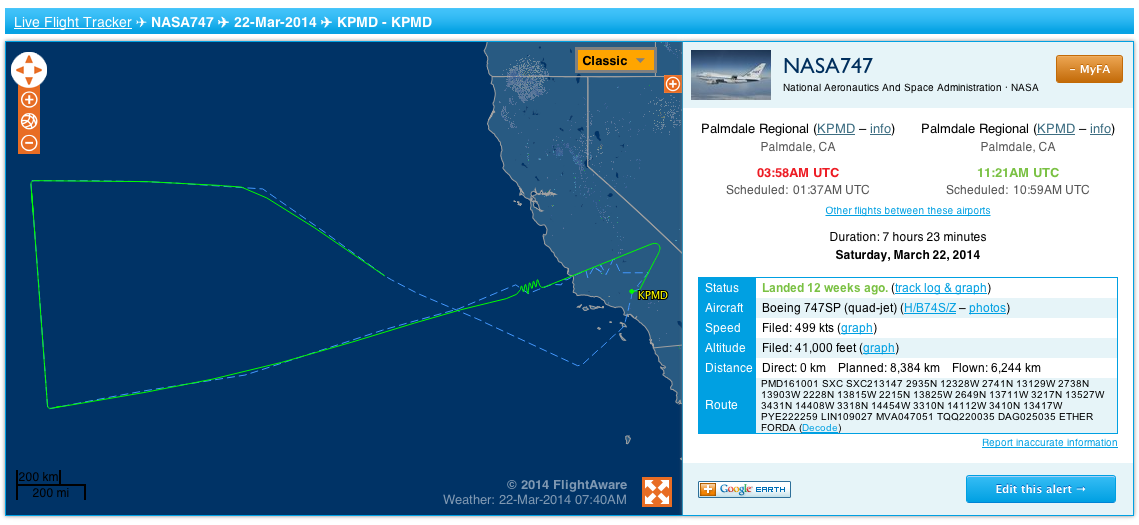 Live Flight Tracker ✈ NASA747 ✈ 22-Mar-2014 ✈ KPMD - KPMD
Classic
KPMD
200 km
200 mi
© 2014 FlightAware
Weather: 22-Mar-2014 07:40AM
NASA747
National Aeronautics And Space Administration · NASA
− MyFA
Palmdale Regional (KPMD – info)
Palmdale, CA
03:58AM UTC
Scheduled: 01:37AM UTC
Palmdale Regional (KPMD – info)
Palmdale, CA
11:21AM UTC
Scheduled: 10:59AM UTC
Other flights between these airports
Duration: 7 hours 23 minutes
Saturday, March 22, 2014
Status Landed 12 weeks ago. (track log & graph)
Aircraft Boeing 747SP (quad-jet) (H/B74S/Z – photos)
Speed Filed: 499 kts (graph)
Altitude Filed: 41,000 feet (graph)
Distance Direct: 0 km Planned: 8,384 km Flown: 6,244 km
Route PMD161001 SXC SXC213147 2935N 12328W 2741N 13129W 2738N
13903W 2228N 13815W 2215N 13825W 2649N 13711W 3217N 13527W
3431N 14408W 3318N 14454W 3310N 14112W 3410N 13417W
PYE222259 LIN109027 MVA047051 TQQ220035 DAG025035 ETHER
FORDA (Decode)
Report inaccurate information
Google EARTH
Edit this alert →